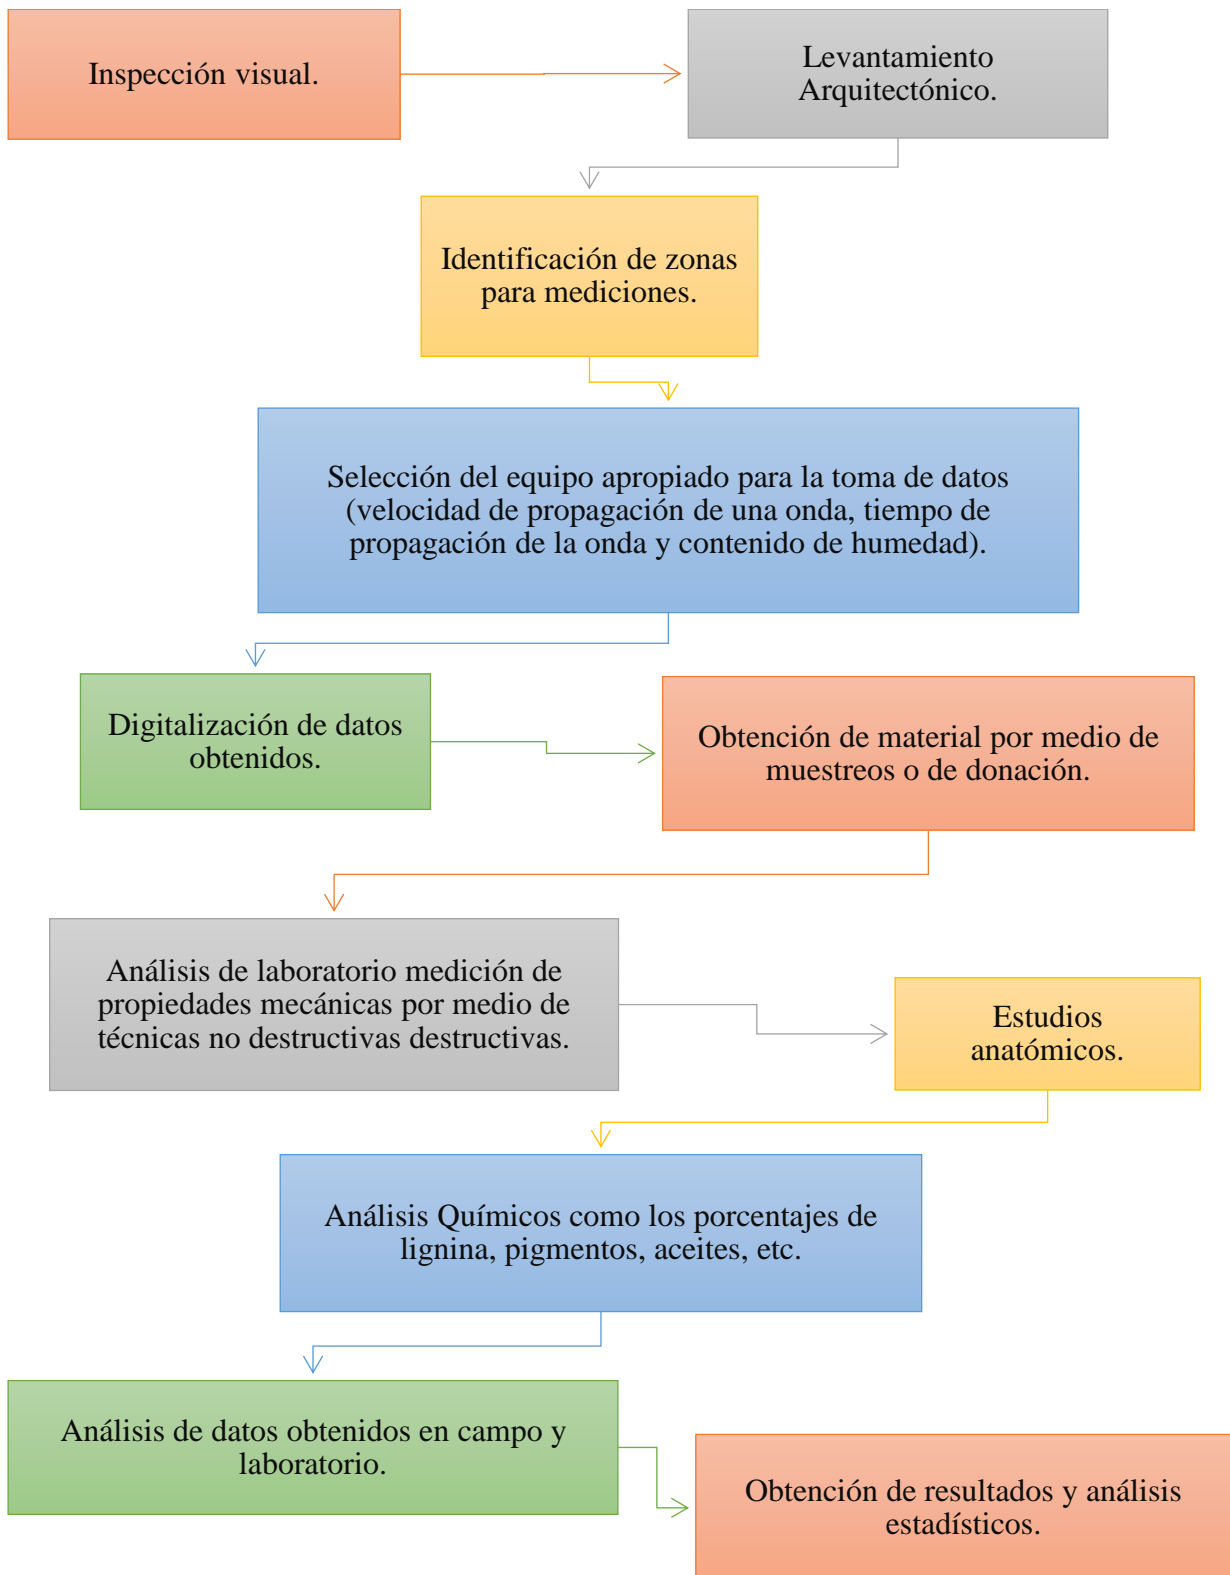 Inspección visual.
Levantamiento
Arquitectónico.
Identificación de zonas
para mediciones.
Selección del equipo apropiado para la toma de datos
(velocidad de propagación de una onda, tiempo de
propagación de la onda y contenido de humedad).
Digitalización de datos
obtenidos.
Obtención de material por medio de
muestreos o de donación.
Análisis de laboratorio medición de
propiedades mecánicas por medio de
técnicas no destructivas destructivas.
Estudios
anatómicos.
Análisis Químicos como los porcentajes de
lignina, pigmentos, aceites, etc.
Análisis de datos obtenidos en campo y
laboratorio.
Obtención de resultados y análisis
estadísticos.